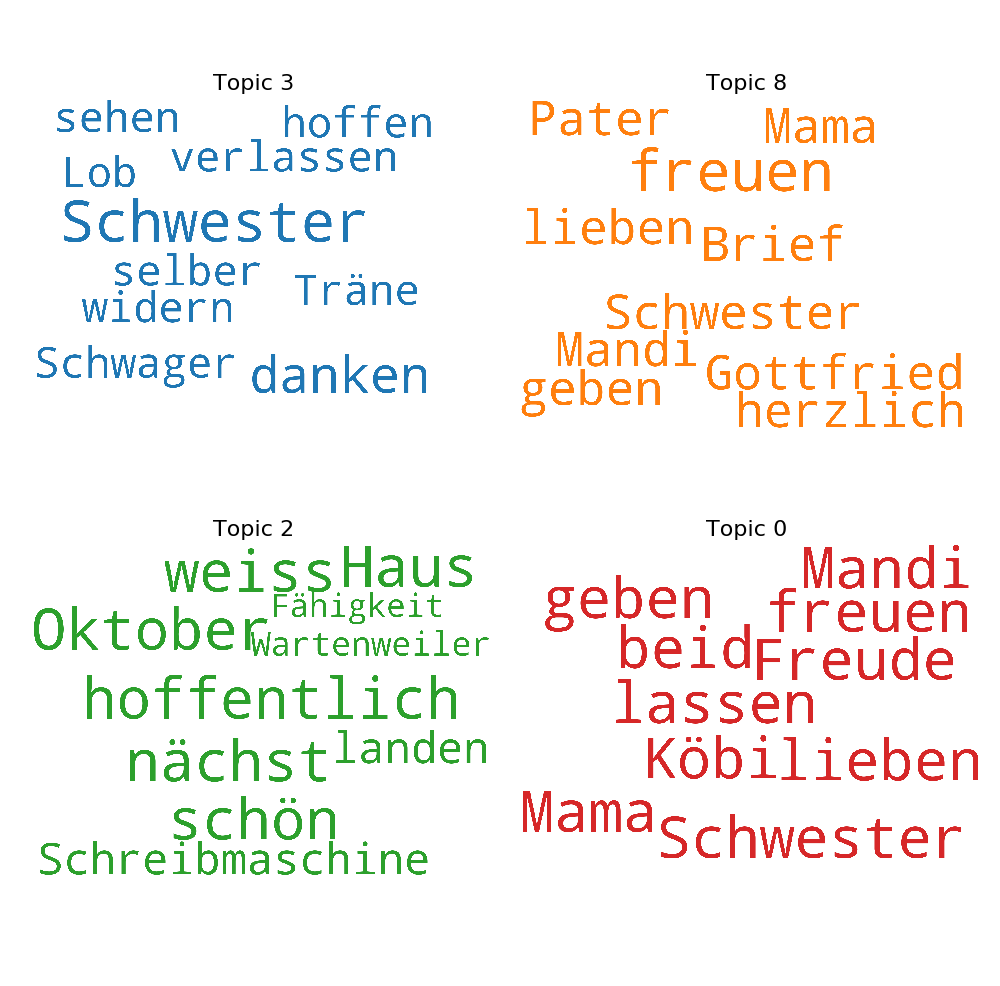 Topic 3
sehen
hoffen
verlassen
Lob
Schwester
selber
Träne
widern
Schwager
danken
Topic 8
Pater
Mama
freuen
lieben
Brief
Schwester
Mandi
Gottfried
geben
herzlich
Topic 2
weiss
Haus
Fähigkeit
Oktober
Wartenweiler
hoffentlich
nächst
landen
schön
Schreibmaschine
Topic 0
Mandi
geben
freuen
beid
Freude
lassen
Köbi
lieben
Mama
Schwester